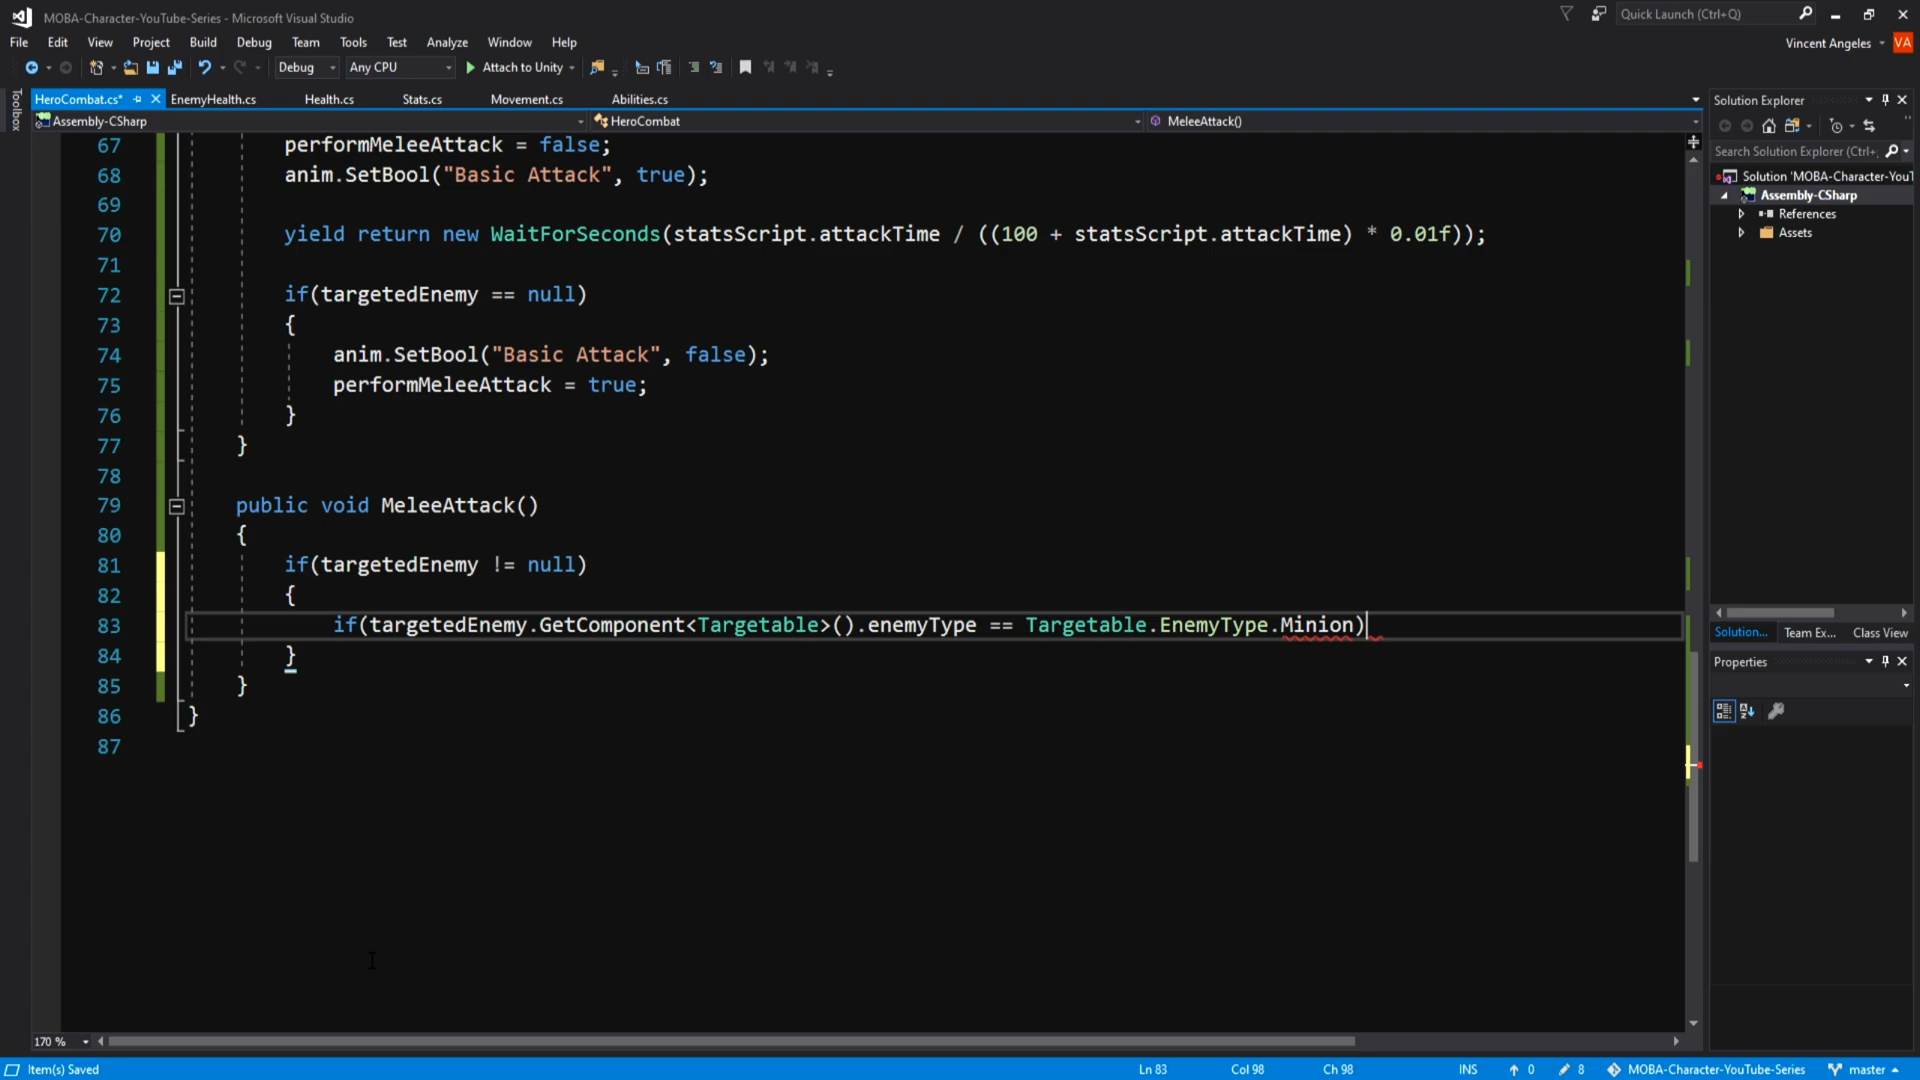 MOBA-Character-YouTube-Series - Microsoft Visual Studio
Quick Launch (Ctrl+Q)
File Edit View Project Build Debug Team Tools Test Analyze Window Help
Vincent Angeles VA
Debug Any CPU Attach to Unity
Toolbox
HeroCombat.cs* EnemyHealth.cs Health.cs Stats.cs Movement.cs Abilities.cs
Assembly-CSharp HeroCombat MeleeAttack()
67 performMeleeAttack = false;
68 anim.SetBool("Basic Attack", true);
69
70 yield return new WaitForSeconds(statsScript.attackTime / ((100 + statsScript.attackTime) * 0.01f));
71
72 if(targetedEnemy == null)
73 {
74 anim.SetBool("Basic Attack", false);
75 performMeleeAttack = true;
76 }
77 }
78
79 public void MeleeAttack()
80 {
81 if(targetedEnemy != null)
82 {
83 if(targetedEnemy.GetComponent<Targetable>().enemyType == Targetable.EnemyType.Minion)
84 }
85 }
86 }
87
Solution Explorer
Search Solution Explorer (Ctrl+;
Solution 'MOBA-Character-YouT
Assembly-CSharp
References
Assets
Solution... Team Ex... Class View
Properties
170 %
Item(s) Saved Ln 83 Col 98 Ch 98 INS 0 8 MOBA-Character-YouTube-Series master